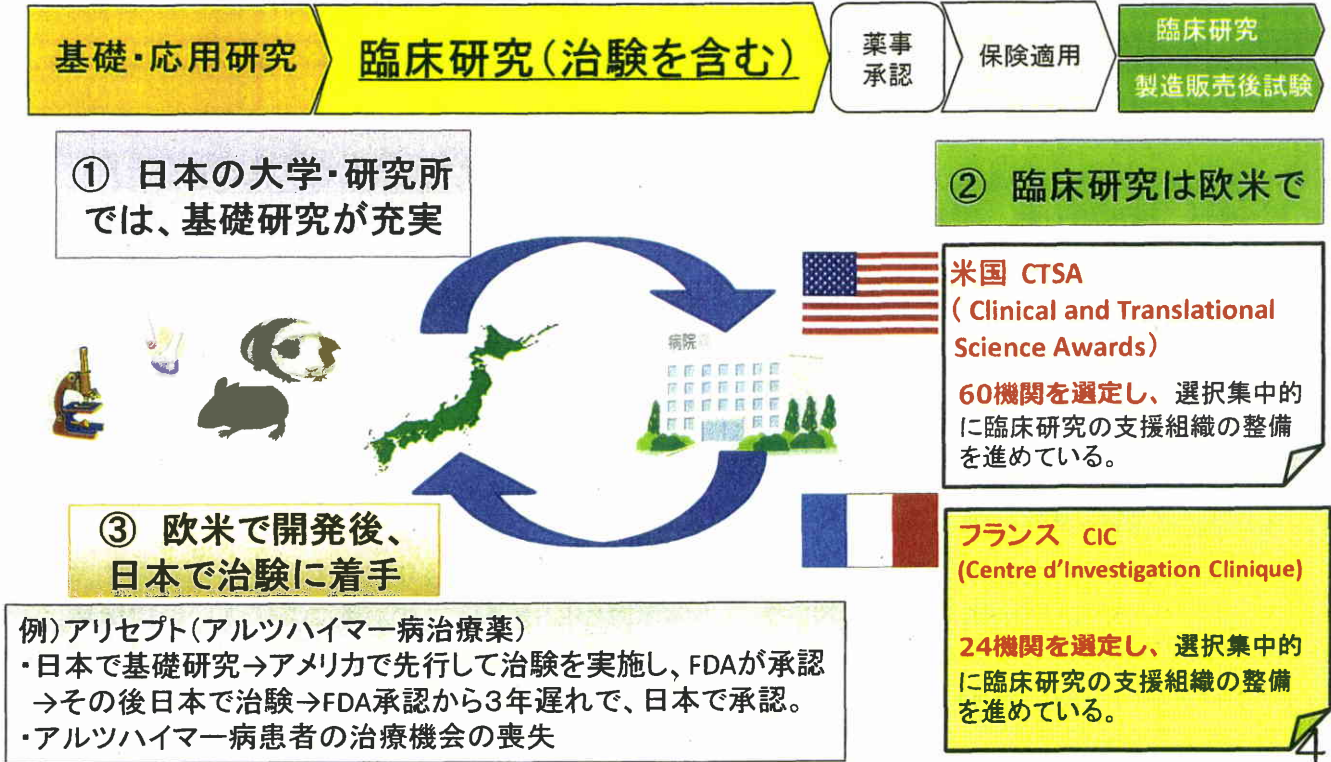 基礎・応用研究
臨床研究(治験を含む)
薬事
承認
保険適用
臨床研究
製造販売後試験
① 日本の大学・研究所
では、基礎研究が充実
② 臨床研究は欧米で
米国 CTSA
( Clinical and Translational
Science Awards)
60機関を選定し、選択集中的
に臨床研究の支援組織の整備
を進めている。
病院
③ 欧米で開発後、
日本で治験に着手
フランス CIC
(Centre d'Investigation Clinique)
24機関を選定し、選択集中的
に臨床研究の支援組織の整備
を進めている。
例)アリセプト(アルツハイマー病治療薬)
・日本で基礎研究→アメリカで先行して治験を実施し、FDAが承認
→その後日本で治験→FDA承認から3年遅れで、日本で承認。
・アルツハイマー病患者の治療機会の喪失
4